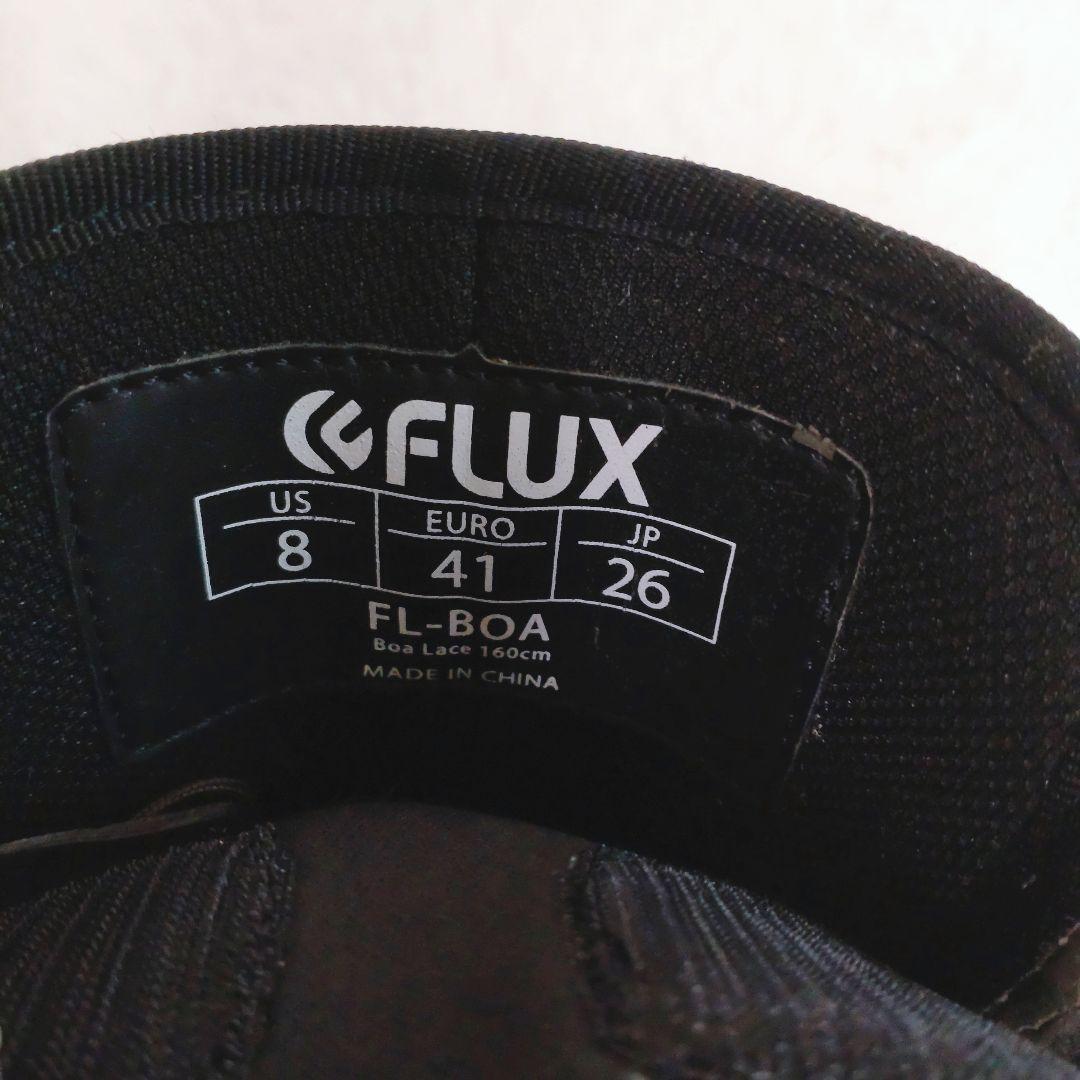 FLUX
US EURO JP
8 41 26
FL-BOA
Boa Lace 160cm
MADE IN CHINA